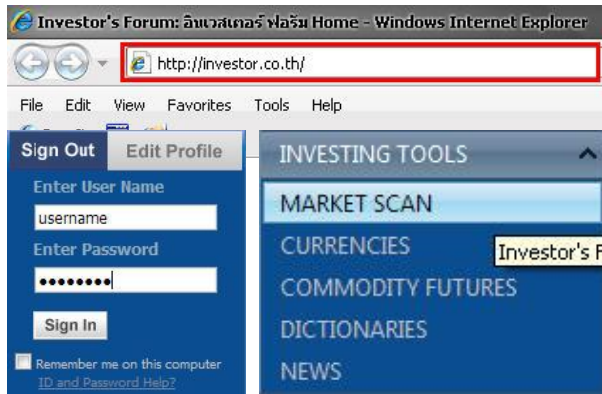 Investor's Forum: อินเวสเตอร์ ฟอรัม Home - Windows Internet Explorer
http://investor.co.th/
File Edit View Favorites Tools Help
Sign Out Edit Profile
Enter User Name
username
Enter Password
Sign In
Remember me on this computer
ID and Password Help?
INVESTING TOOLS
MARKET SCAN
CURRENCIES
Investor's F
COMMODITY FUTURES
DICTIONARIES
NEWS